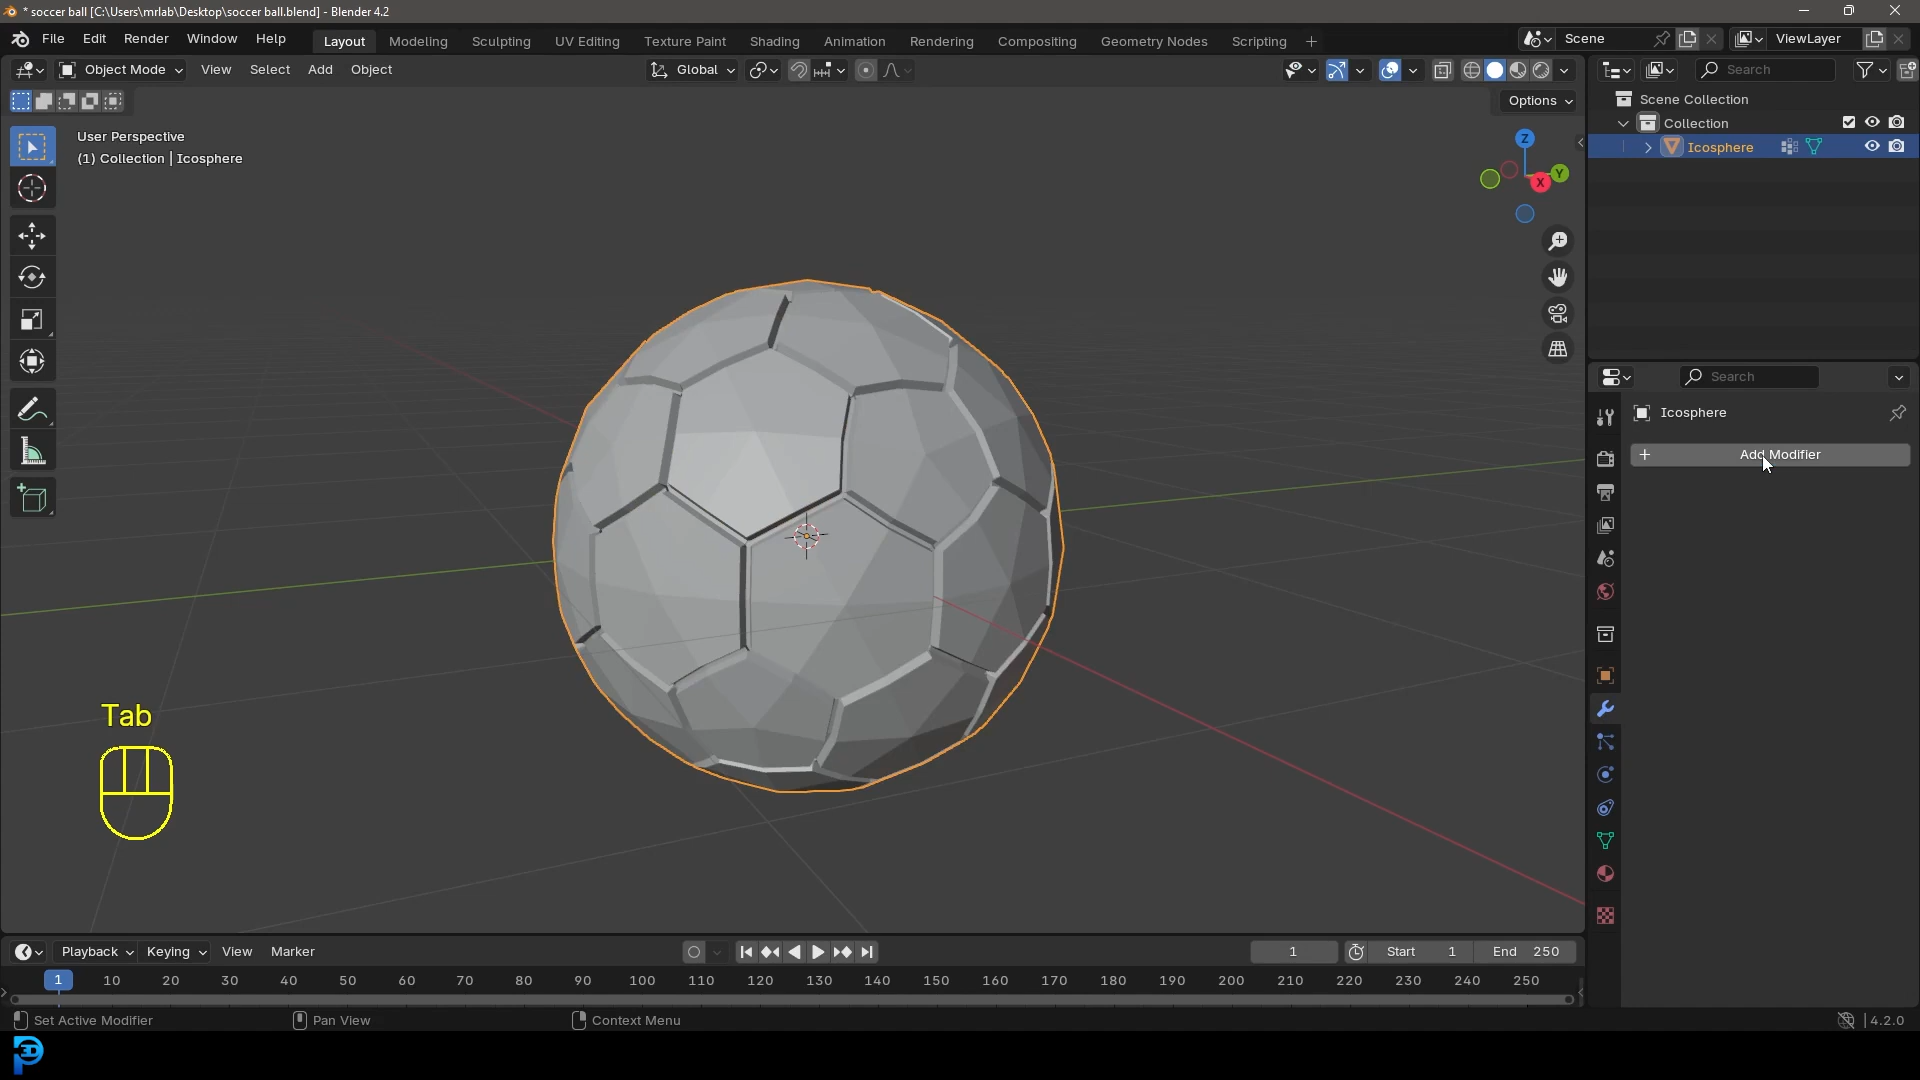 * soccer ball [C:\Users\mrlab\Desktop\soccer ball.blend] - Blender 4.2
File Edit Render Window Help Layout Modeling Sculpting UV Editing Texture Paint Shading Animation Rendering Compositing Geometry Nodes Scripting + Scene ViewLayer
Object Mode View Select Add Object Global Search
Options
Scene Collection
Collection
Icosphere
User Perspective
(1) Collection | Icosphere
Z
Y
X
Search
Icosphere
+ Add Modifier
Tab
Playback Keying View Marker 1 Start 1 End 250
1 10 20 30 40 50 60 70 80 90 100 110 120 130 140 150 160 170 180 190 200 210 220 230 240 250
Set Active Modifier Pan View Context Menu 4.2.0
3D